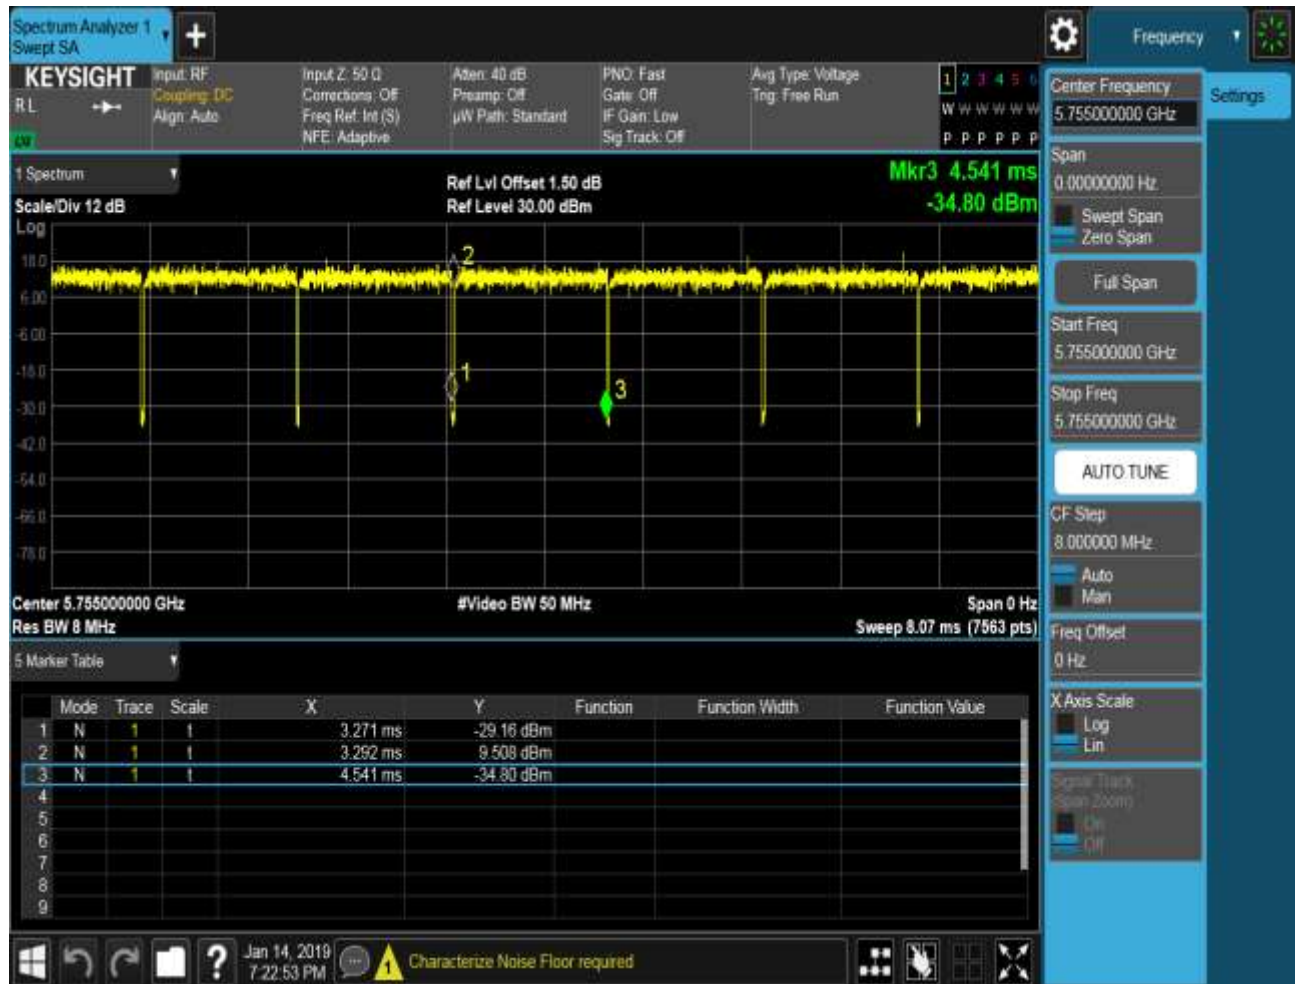 Spectrum Analyzer 1
Swept SA
Frequency
KEYSIGHT
R L
Input: RF
Coupling: DC
Align: Auto
Input Z: 50 Ω
Corrections: Off
Freq Ref: Int (S)
NFE: Adaptive
Atten: 40 dB
Preamp: Off
µW Path: Standard
PNO: Fast
Gate: Off
IF Gain: Low
Sig Track: Off
Avg Type: Voltage
Trig: Free Run
1 2 3 4 5 6
W W W W W W
P P P P P P
1 Spectrum
Scale/Div 12 dB
Log
Ref Lvl Offset 1.50 dB
Ref Level 30.00 dBm
Mkr3 4.541 ms
-34.80 dBm
18.0
6.00
-6.00
-18.0
-30.0
-42.0
-54.0
-66.0
-78.0
2
1
3
Center 5.755000000 GHz
#Video BW 50 MHz
Span 0 Hz
Res BW 8 MHz
Sweep 8.07 ms (7563 pts)
5 Marker Table
Mode Trace Scale X Y Function Function Width Function Value
1 N 1 t 3.271 ms -29.16 dBm
2 N 1 t 3.292 ms 9.508 dBm
3 N 1 t 4.541 ms -34.80 dBm
4
5
6
7
8
9
Jan 14, 2019
7:22:53 PM
1
Characterize Noise Floor required
Center Frequency
5.755000000 GHz
Settings
Span
0.00000000 Hz
Swept Span
Zero Span
Full Span
Start Freq
5.755000000 GHz
Stop Freq
5.755000000 GHz
AUTO TUNE
CF Step
8.000000 MHz
Auto
Man
Freq Offset
0 Hz
X Axis Scale
Log
Lin
Signal Track
(Span Zoom)
On
Off